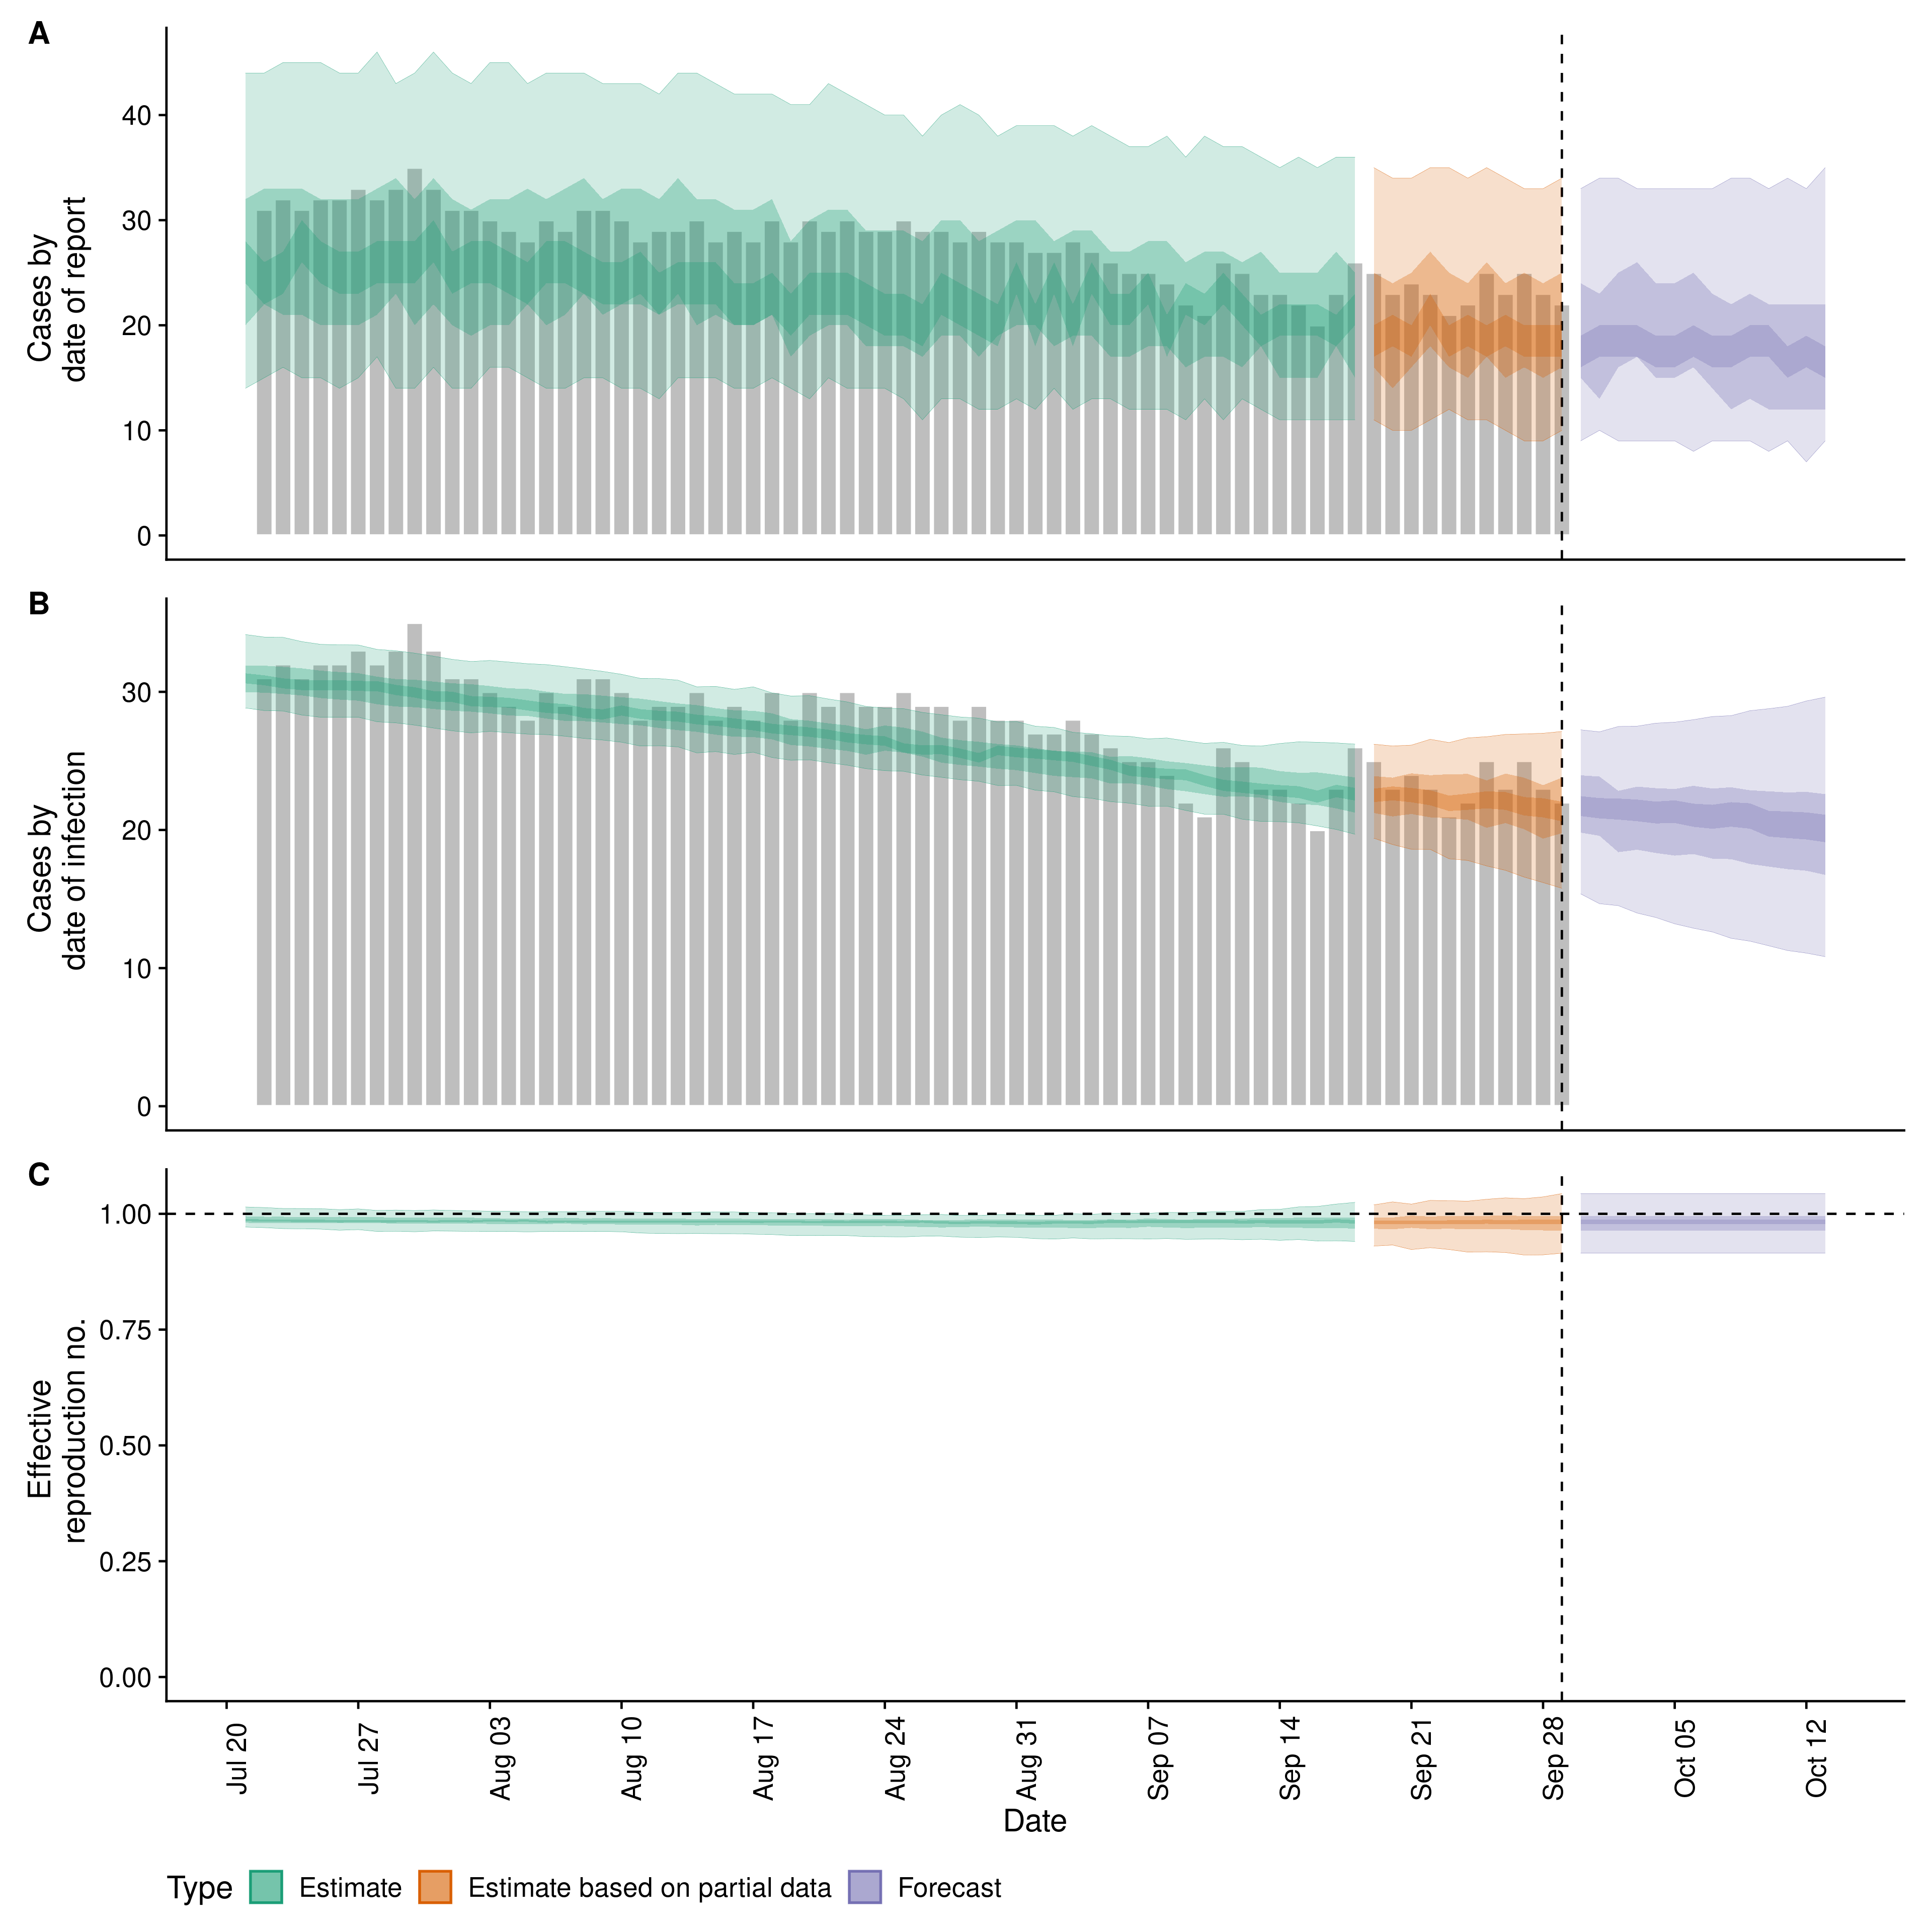 A
Cases by
date of report
40
30
20
10
0
B
Cases by
date of infection
30
20
10
0
C
Effective
reproduction no.
1.00
0.75
0.50
0.25
0.00
Jul 20
Jul 27
Aug 03
Aug 10
Aug 17
Aug 24
Aug 31
Sep 07
Sep 14
Sep 21
Sep 28
Oct 05
Oct 12
Date
Type Estimate Estimate based on partial data Forecast